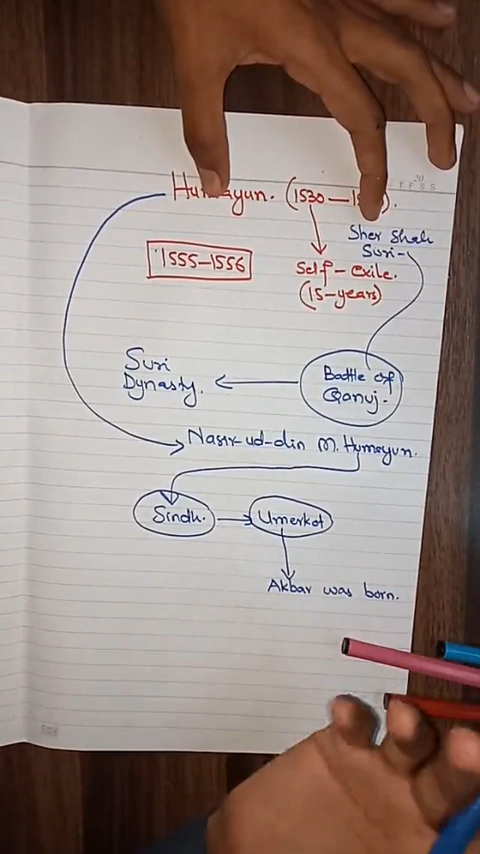 Humayun. (1530 —
Sher Shah
Suri-
1555-1556
Self-exile.
(15-years)
Suri
Dynasty.
Battle of
Qanuj.
Nasir-ud-din M. Humayun.
Sindh.
Umerkot
Akbar was born.